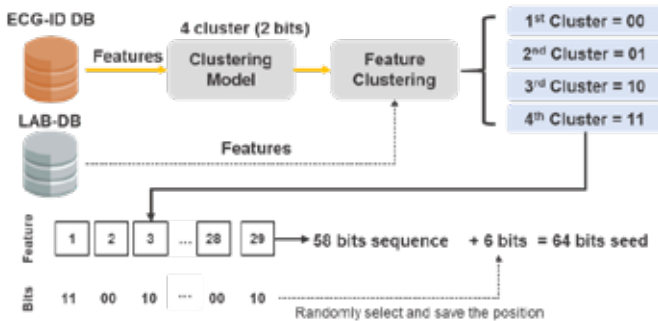 ECG-ID DB
4 cluster (2 bits)
Features
Clustering
Model
Feature
Clustering
1st Cluster = 00
2nd Cluster = 01
3rd Cluster = 10
4th Cluster = 11
LAB-DB
Features
Feature
1 2 3 ... 28 29
58 bits sequence + 6 bits = 64 bits seed
Bits
11 00 10 ... 00 10
Randomly select and save the position